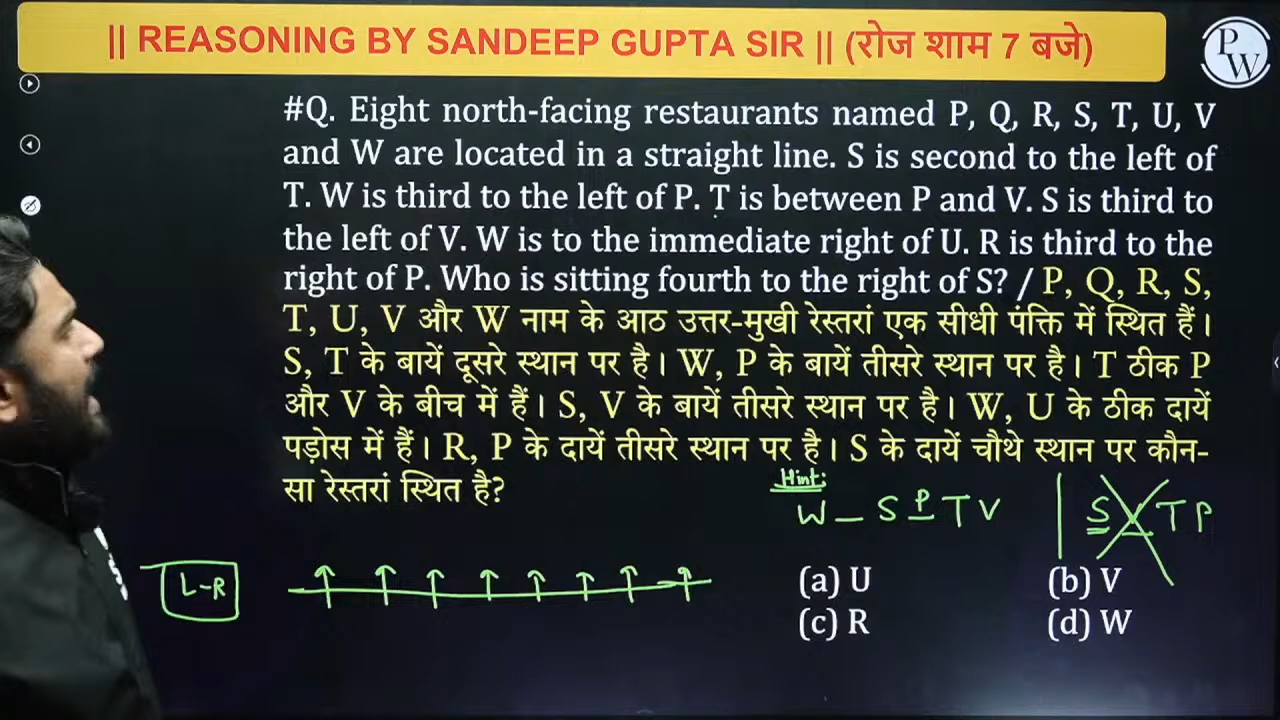 || REASONING BY SANDEEP GUPTA SIR || (रोज शाम 7 बजे)
PW
#Q. Eight north-facing restaurants named P, Q, R, S, T, U, V
and W are located in a straight line. S is second to the left of
T. W is third to the left of P. T is between P and V. S is third to
the left of V. W is to the immediate right of U. R is third to the
right of P. Who is sitting fourth to the right of S? / P, Q, R, S,
T, U, V और W नाम के आठ उत्तर-मुखी रेस्तरां एक सीधी पंक्ति में स्थित हैं।
S, T के बायें दूसरे स्थान पर है। W, P के बायें तीसरे स्थान पर है। T ठीक P
और V के बीच में हैं। S, V के बायें तीसरे स्थान पर है। W, U के ठीक दायें
पड़ोस में हैं। R, P के दायें तीसरे स्थान पर है। S के दायें चौथे स्थान पर कौन-
सा रेस्तरां स्थित है?
Hint:
W _ S P T V | S V T P
L-R
(a) U (b) V
(c) R (d) W